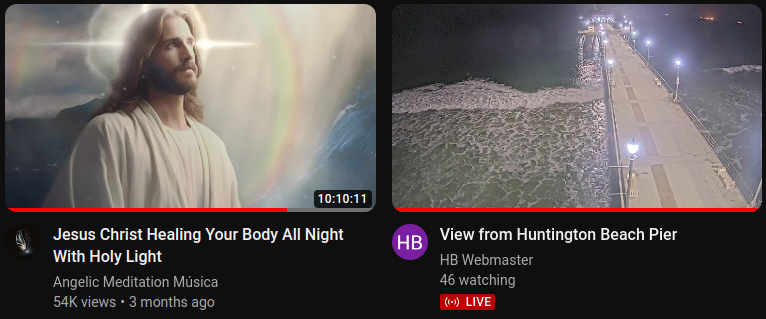 10:10:11
Jesus Christ Healing Your Body All Night
With Holy Light
Angelic Meditation Música
54K views • 3 months ago
HB
View from Huntington Beach Pier
HB Webmaster
46 watching
LIVE